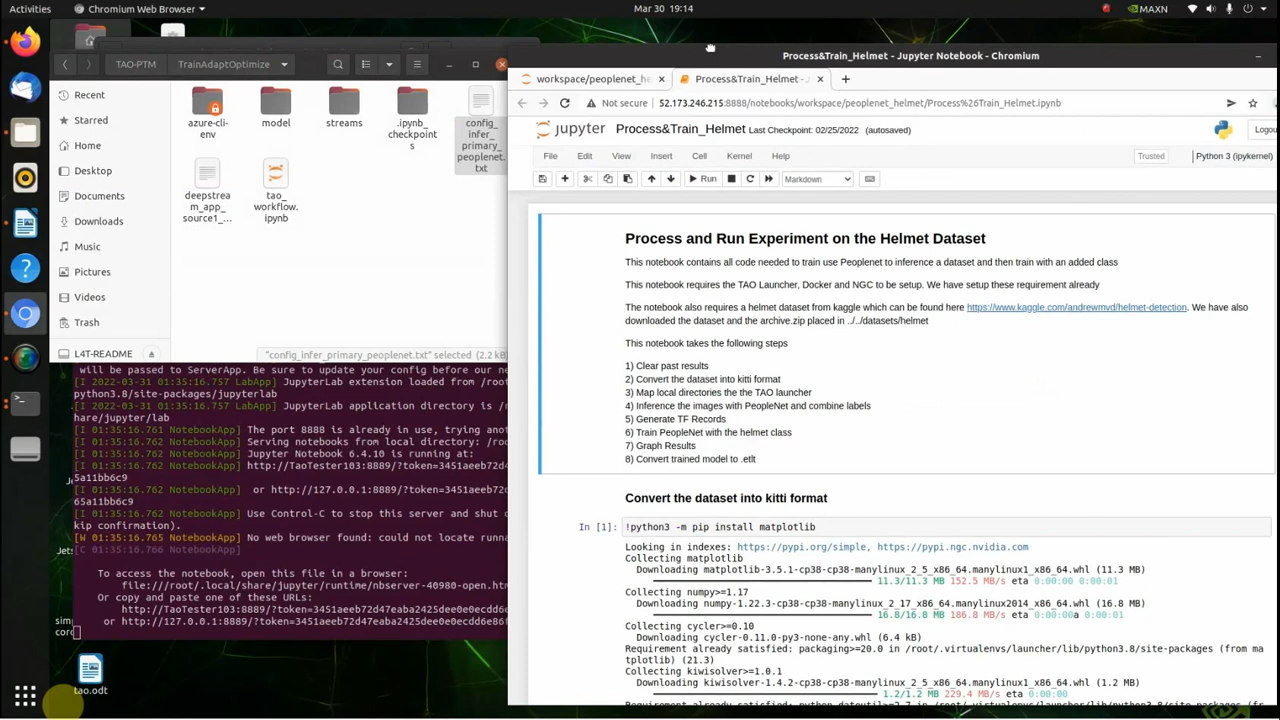 Activities
Chromium Web Browser
Mar 30 19:14
MAXN
TAO-PTM
TrainAdaptOptimize
Recent
Starred
Home
Desktop
Documents
Downloads
Music
Pictures
Videos
Trash
L4T-README
azure-cli-
env
model
streams
.ipynb_
checkpoint
s
config_
infer_
primary_
peoplenet.
txt
deepstrea
m_app_
source1_...
tao_
workflow.
ipynb
"config_infer_primary_peoplenet.txt" selected (2.2 kB)
will be passed to ServerApp. Be sure to update your config before our ne
[I 2022-03-31 01:35:16.757 LabApp] JupyterLab extension loaded from /roo
python3.8/site-packages/jupyterlab
[I 2022-03-31 01:35:16.757 LabApp] JupyterLab application directory is /
hare/jupyter/lab
[I 01:35:16.761 NotebookApp] The port 8888 is already in use, trying anot
[I 01:35:16.762 NotebookApp] Serving notebooks from local directory: /roo
[I 01:35:16.762 NotebookApp] Jupyter Notebook 6.4.10 is running at:
[I 01:35:16.762 NotebookApp] http://TaoTester103:8889/?token=3451aeeb72d
5a11bb6c9
[I 01:35:16.762 NotebookApp]  or http://127.0.0.1:8889/?token=3451aeeb72d
65a11bb6c9
[I 01:35:16.762 NotebookApp] Use Control-C to stop this server and shut
kip confirmation).
[W 01:35:16.765 NotebookApp] No web browser found: could not locate runna
[C 01:35:16.766 NotebookApp]
To access the notebook, open this file in a browser:
file:///root/.local/share/jupyter/runtime/nbserver-40980-open.htm
Or copy and paste one of these URLs:
http://TaoTester103:8889/?token=3451aeeb72d47eaba2425dee0e0ecdd6e
or http://127.0.0.1:8889/?token=3451aeeb72d47eaba2425dee0e0ecdd6e86f
tao.odt
Process&Train_Helmet - Jupyter Notebook - Chromium
workspace/peoplenet_he
Process&Train_Helmet - J
Not secure
52.173.246.215:8888/notebooks/workspace/peoplenet_helmet/Process%26Train_Helmet.ipynb
jupyter
Process&Train_Helmet
Last Checkpoint: 02/25/2022 (autosaved)
Logou
File Edit View Insert Cell Kernel Help
Trusted
Python 3 (ipykernel)
Run
Markdown
Process and Run Experiment on the Helmet Dataset
This notebook contains all code needed to train use Peoplenet to inference a dataset and then train with an added class
This notebook requires the TAO Launcher, Docker and NGC to be setup. We have setup these requirement already
The notebook also requires a helmet dataset from kaggle which can be found here https://www.kaggle.com/andrewmvd/helmet-detection. We have also
downloaded the dataset and the archive.zip placed in ../../datasets/helmet
This notebook takes the following steps
1) Clear past results
2) Convert the dataset into kitti format
3) Map local directories the the TAO launcher
4) Inference the images with PeopleNet and combine labels
5) Generate TF Records
6) Train PeopleNet with the helmet class
7) Graph Results
8) Convert trained model to .etlt
Convert the dataset into kitti format
In [1]: !python3 -m pip install matplotlib
Looking in indexes: https://pypi.org/simple, https://pypi.ngc.nvidia.com
Collecting matplotlib
Downloading matplotlib-3.5.1-cp38-cp38-manylinux_2_5_x86_64.manylinux1_x86_64.whl (11.3 MB)
11.3/11.3 MB 152.5 MB/s eta 0:00:00 0:00:01
Collecting numpy>=1.17
Downloading numpy-1.22.3-cp38-cp38-manylinux_2_17_x86_64.manylinux2014_x86_64.whl (16.8 MB)
16.8/16.8 MB 186.8 MB/s eta 0:00:00a 0:00:01
Collecting cycler>=0.10
Downloading cycler-0.11.0-py3-none-any.whl (6.4 kB)
Requirement already satisfied: packaging>=20.0 in /root/.virtualenvs/launcher/lib/python3.8/site-packages (from ma
tplotlib) (21.3)
Collecting kiwisolver>=1.0.1
Downloading kiwisolver-1.4.2-cp38-cp38-manylinux_2_5_x86_64.manylinux1_x86_64.whl (1.2 MB)
1.2/1.2 MB 229.4 MB/s eta 0:00:00